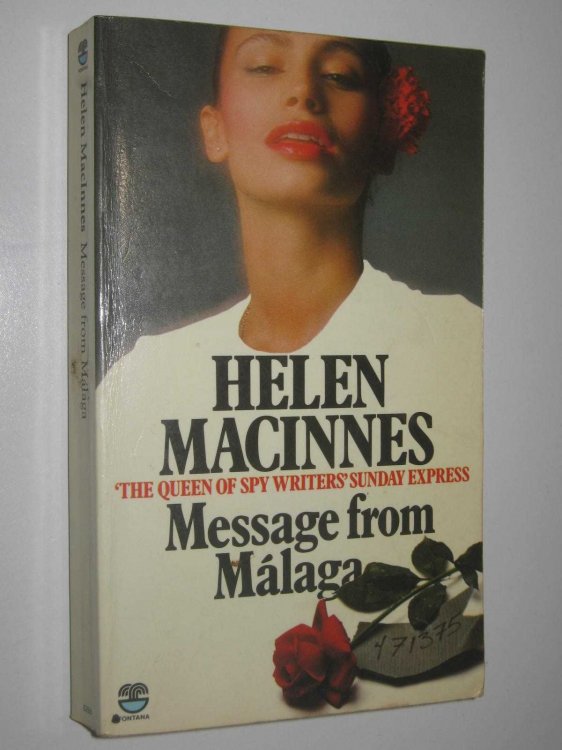 HELEN
MACINNES
'THE QUEEN OF SPY WRITERS' SUNDAY EXPRESS
Message from
Málaga
471375
FONTANA
Helen MacInnes Message from Málaga